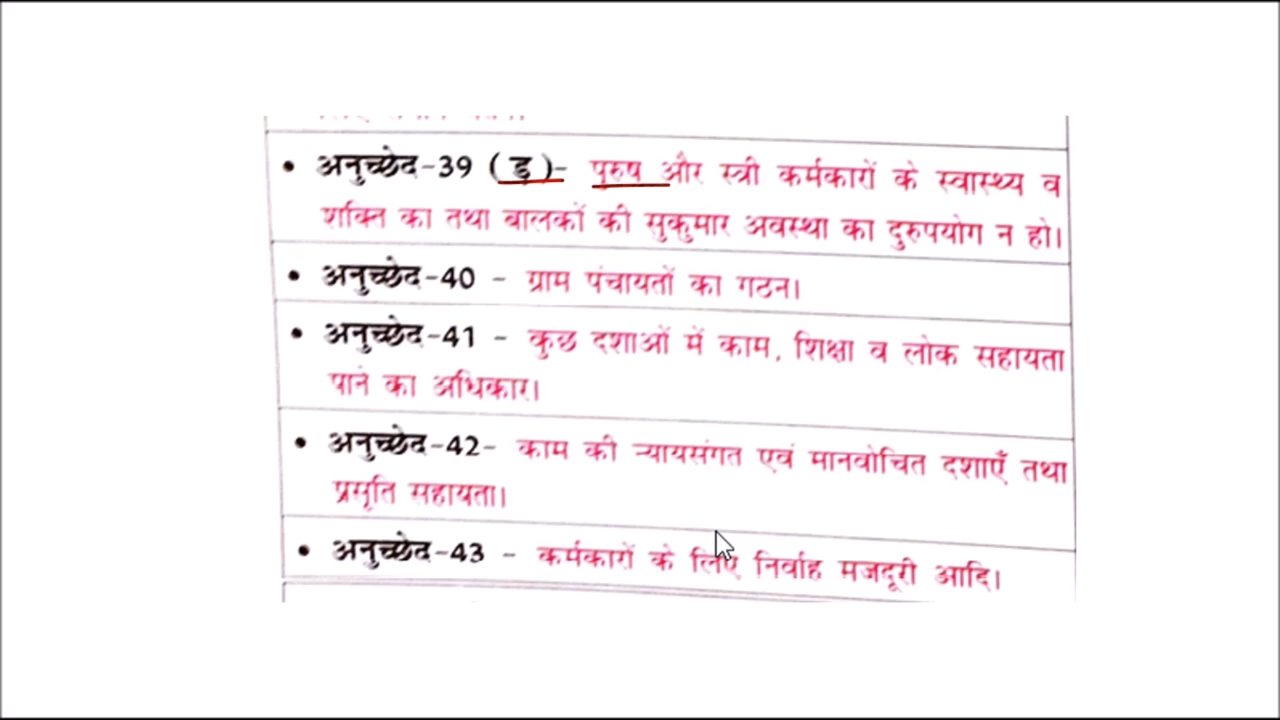 • अनुच्छेद-39 (ड़)- पुरुष और स्त्री कर्मकारों के स्वास्थ्य व
शक्ति का तथा बालकों की सुकुमार अवस्था का दुरुपयोग न हो।
• अनुच्छेद-40 - ग्राम पंचायतों का गठन।
• अनुच्छेद-41 - कुछ दशाओं में काम, शिक्षा व लोक सहायता
पाने का अधिकार।
• अनुच्छेद-42- काम की न्यायसंगत एवं मानवोचित दशाएँ तथा
प्रसूति सहायता।
• अनुच्छेद-43 - कर्मकारों के लिए निर्वाह मजदूरी आदि।